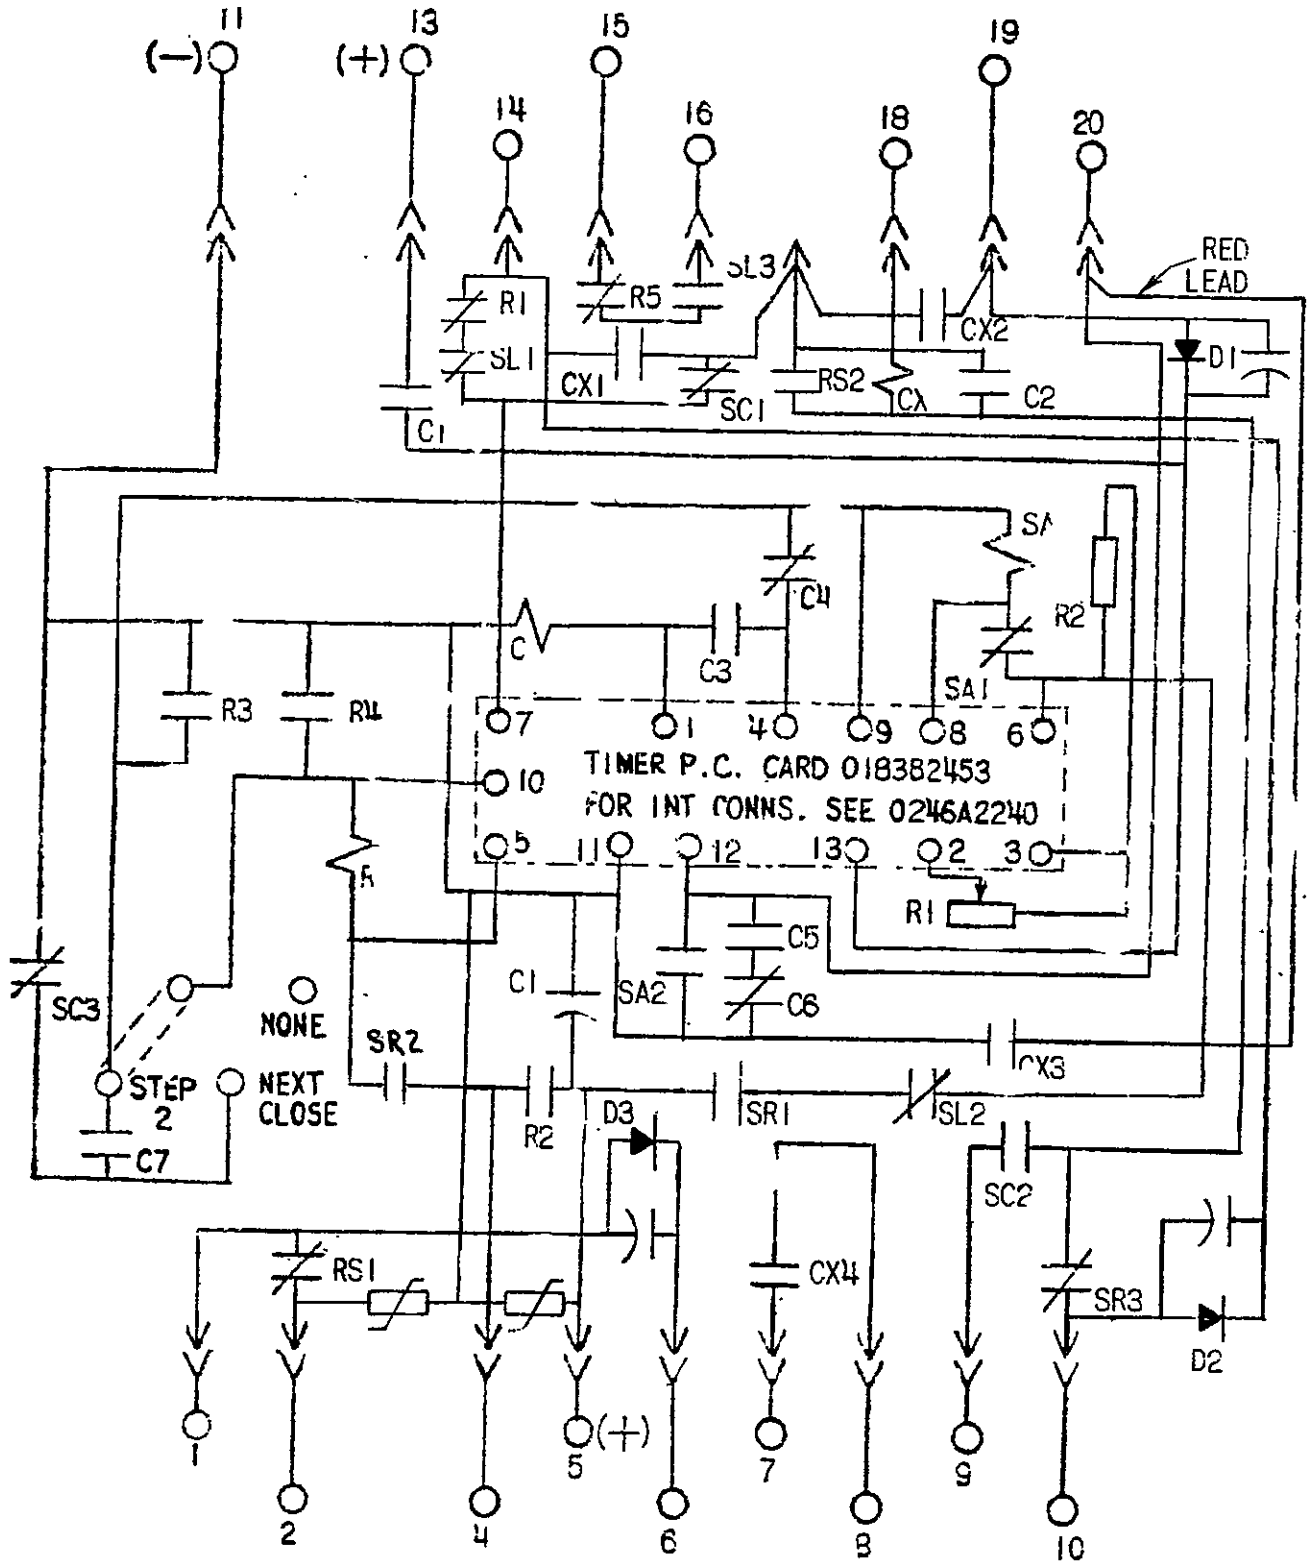 11
13
15
19
(-)
(+)
14
16
18
20
RED
LEAD
SL3
R1
R5
SL1
CX2
D1
CX1
RS2
CX
C2
SC1
C1
SA
C4
R2
C
C3
SA1
R3
R4
7
1
4
9
8
6
TIMER P.C. CARD 018382453
10
FOR INT CONNS. SEE 0246A2240
5
11
12
13
2
3
R1
C5
C1
SA2
C6
SC3
NONE
SR2
CX3
STEP
2
NEXT
CLOSE
D3
R2
SR1
SL2
C7
SC2
RS1
CX4
SR3
D2
1
5
(+)
7
9
2
4
6
8
10